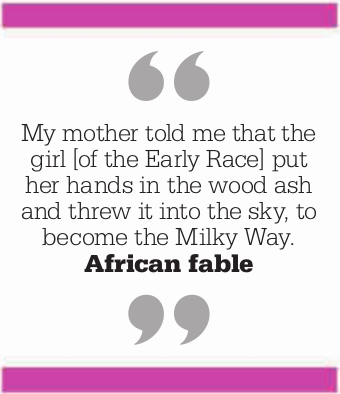 “
My mother told me that the
girl [of the Early Race] put
her hands in the wood ash
and threw it into the sky, to
become the Milky Way.
African fable
”